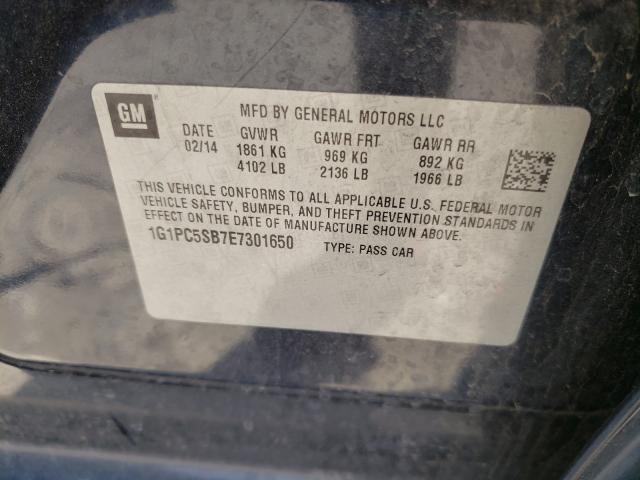 GM
MFD BY GENERAL MOTORS LLC
DATE GVWR GAWR FRT GAWR RR
02/14 1861 KG 969 KG 892 KG
4102 LB 2136 LB 1966 LB
THIS VEHICLE CONFORMS TO ALL APPLICABLE U.S. FEDERAL MOTOR
VEHICLE SAFETY, BUMPER, AND THEFT PREVENTION STANDARDS IN
EFFECT ON THE DATE OF MANUFACTURE SHOWN ABOVE.
1G1PC5SB7E7301650 TYPE: PASS CAR